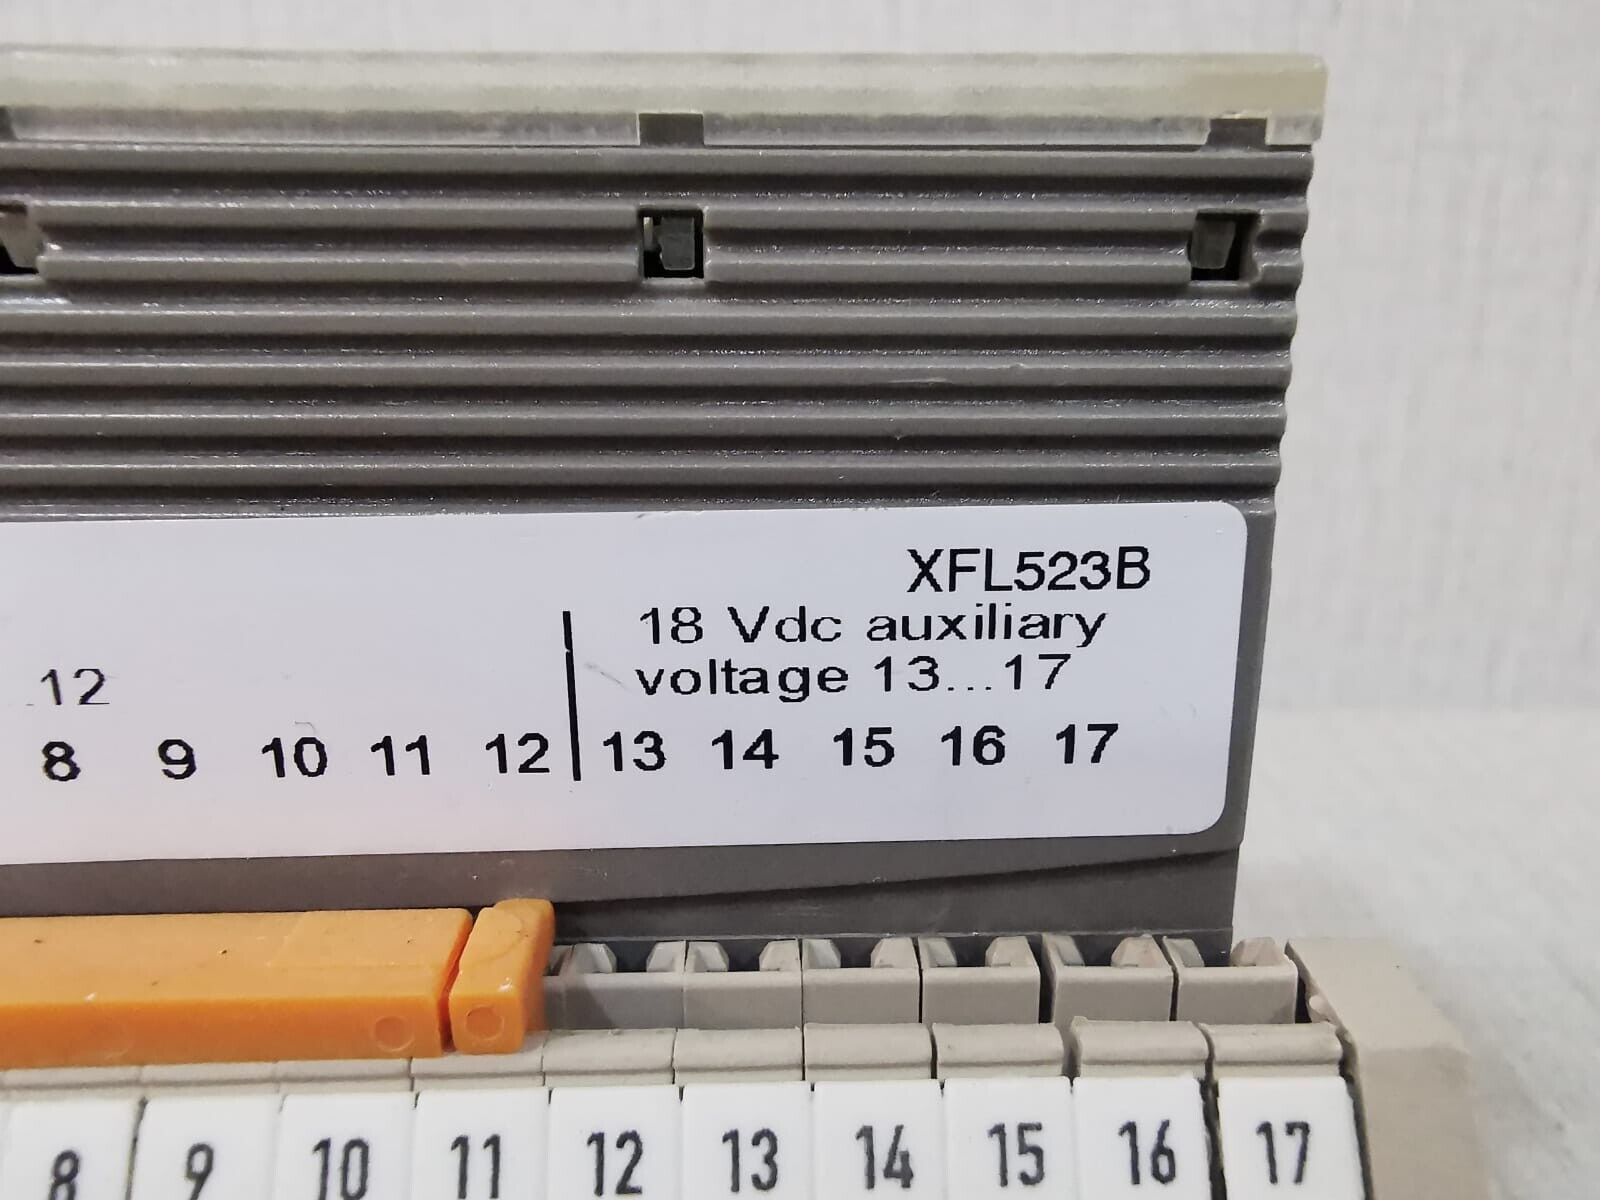 XFL523B
18 Vdc auxiliary
voltage 13...17
..12
8 9 10 11 12 13 14 15 16 17
8 9 10 11 12 13 14 15 16 17